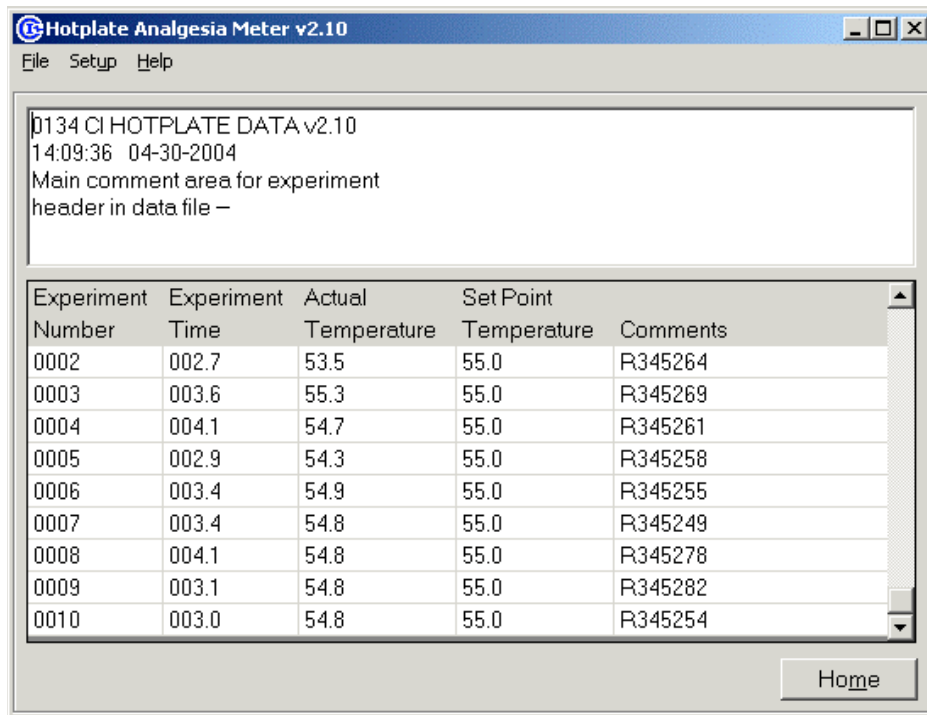 Hotplate Analgesia Meter v2.10
File Setup Help
0134 CI HOTPLATE DATA v2.10
14:09:36 04-30-2004
Main comment area for experiment
header in data file –
Experiment Experiment Actual Set Point
Number Time Temperature Temperature Comments
0002 002.7 53.5 55.0 R345264
0003 003.6 55.3 55.0 R345269
0004 004.1 54.7 55.0 R345261
0005 002.9 54.3 55.0 R345258
0006 003.4 54.9 55.0 R345255
0007 003.4 54.8 55.0 R345249
0008 004.1 54.8 55.0 R345278
0009 003.1 54.8 55.0 R345282
0010 003.0 54.8 55.0 R345254
Home